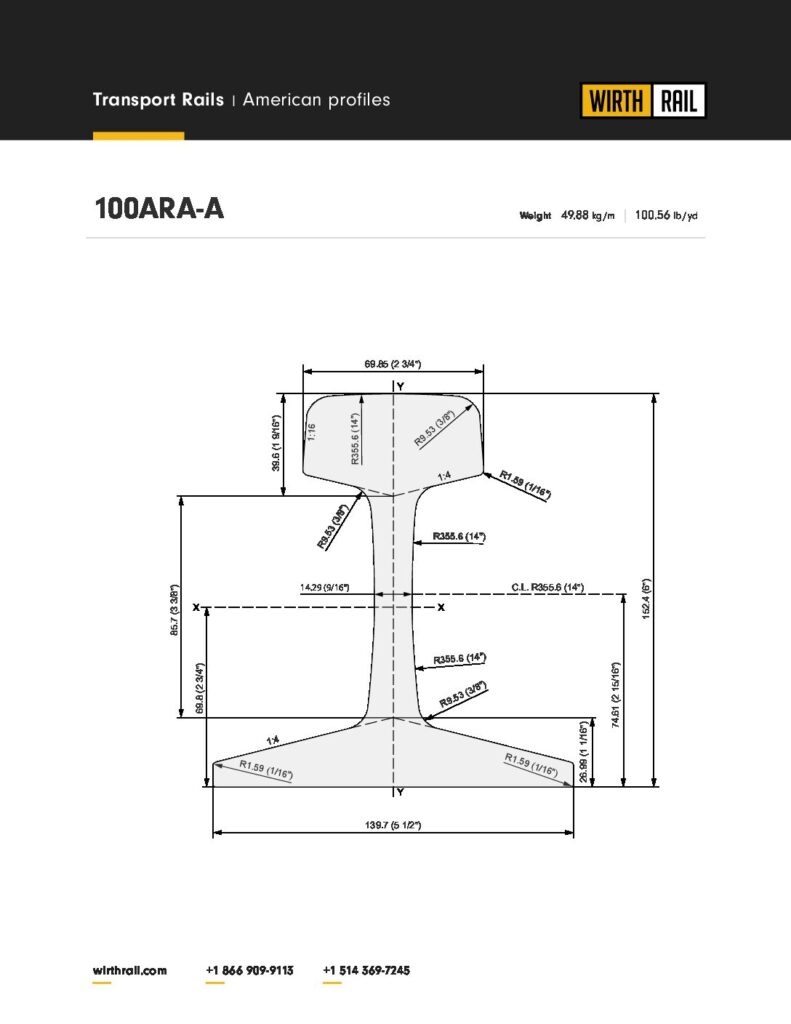 Transport Rails | American profiles
WIRTH RAIL
100ARA-A
Weight 49.88 kg/m | 100.56 lb/yd
69.85 (2 3/4")
Y
39.6 (1 9/16")
1:16
R355.6 (14")
R9.53 (3/8")
1:4
R1.59 (1/16")
R9.53 (3/8")
R355.6 (14")
14.29 (9/16")
C.L. R355.6 (14")
152.4 (6")
85.7 (3 3/8")
X
X
R355.6 (14")
69.8 (2 3/4")
R9.53 (3/8")
74.61 (2 15/16")
1:4
26.99 (1 1/16")
R1.59 (1/16")
R1.59 (1/16")
Y
139.7 (5 1/2")
wirthrail.com +1 866 909-9113 +1 514 369-7245